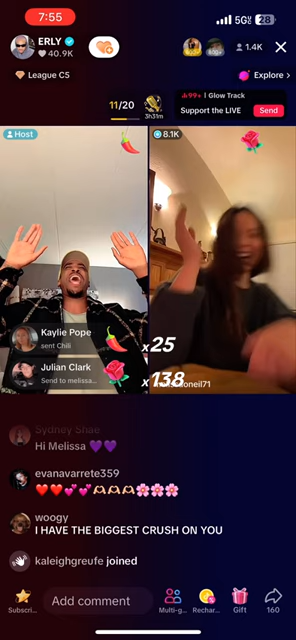 7:55
5G
28
ERLY
40.9K
1.4K
League C5
Explore >
11/20
3h31m
99+ | Glow Track
Support the LIVE
Send
Host
8.1K
Kaylie Pope
sent Chili
x25
Julian Clark
Send to melissa...
x138
oneil71
Sydney Shae
Hi Melissa
evanavarrete359
woogy
I HAVE THE BIGGEST CRUSH ON YOU
kaleighgreufe joined
Subscri...
Add comment
Multi-g...
Rechar...
Gift
160